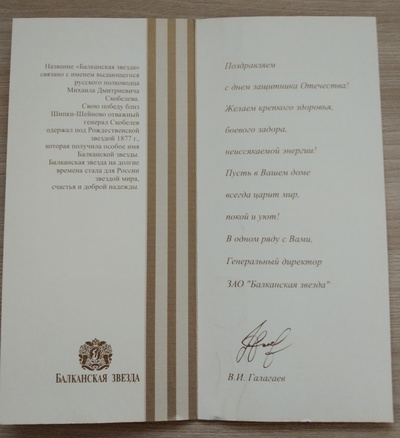 Название «Балканская звезда»
связано с именем выдающегося
русского полководца
Михаила Дмитриевича
Скобелева.
Свою победу близ
Шипки-Шейново отважный
генерал Скобелев
одержал под Рождественской
звездой 1877 г.,
которая получила особое имя
Балканской звезды.
Балканская звезда на долгие
времена стала для России
звездой мира,
счастья и доброй надежды.
БАЛКАНСКАЯ ЗВЕЗДА
Поздравляем
с днем защитника Отечества!
Желаем крепкого здоровья,
боевого задора,
неиссякаемой энергии!
Пусть в Вашем доме
всегда царит мир,
покой и уют!
В одном ряду с Вами,
Генеральный директор
ЗАО "Балканская звезда"
В.И. Галагаев